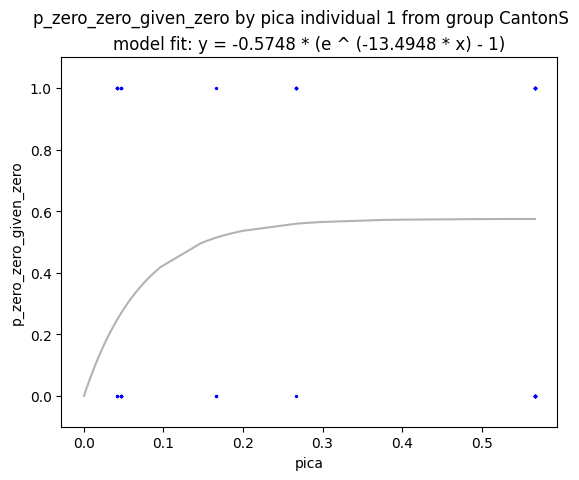 p_zero_zero_given_zero by pica individual 1 from group CantonS
model fit: y = -0.5748 * (e ^ (-13.4948 * x) - 1)
1.0
0.8
0.6
0.4
0.2
0.0
p_zero_zero_given_zero
0.0 0.1 0.2 0.3 0.4 0.5
pica